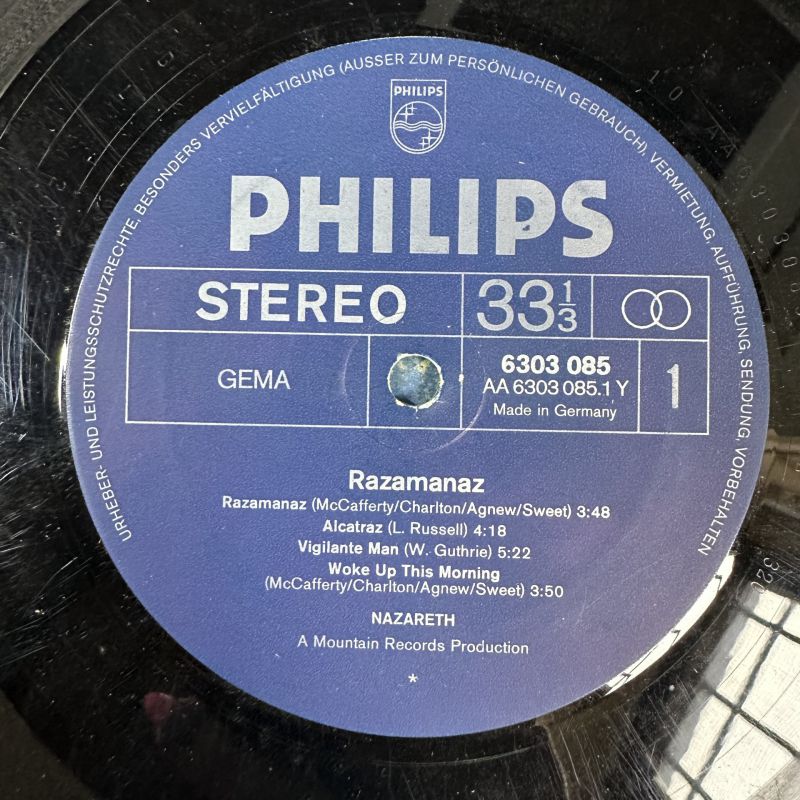 URHEBER- UND LEISTUNGSSCHUTZRECHTE, BESONDERS VERVIELFÄLTIGUNG (AUSSER ZUM PERSÖNLICHEN GEBRAUCH), VERMIETUNG, AUFFÜHRUNG, SENDUNG, VORBEHALTEN
PHILIPS
PHILIPS
STEREO 33 1/3
GEMA
6303 085
AA 6303 085.1 Y
Made in Germany
1
Razamanaz
Razamanaz (McCafferty/Charlton/Agnew/Sweet) 3:48
Alcatraz (L. Russell) 4:18
Vigilante Man (W. Guthrie) 5:22
Woke Up This Morning
(McCafferty/Charlton/Agnew/Sweet) 3:50
NAZARETH
A Mountain Records Production
*
320